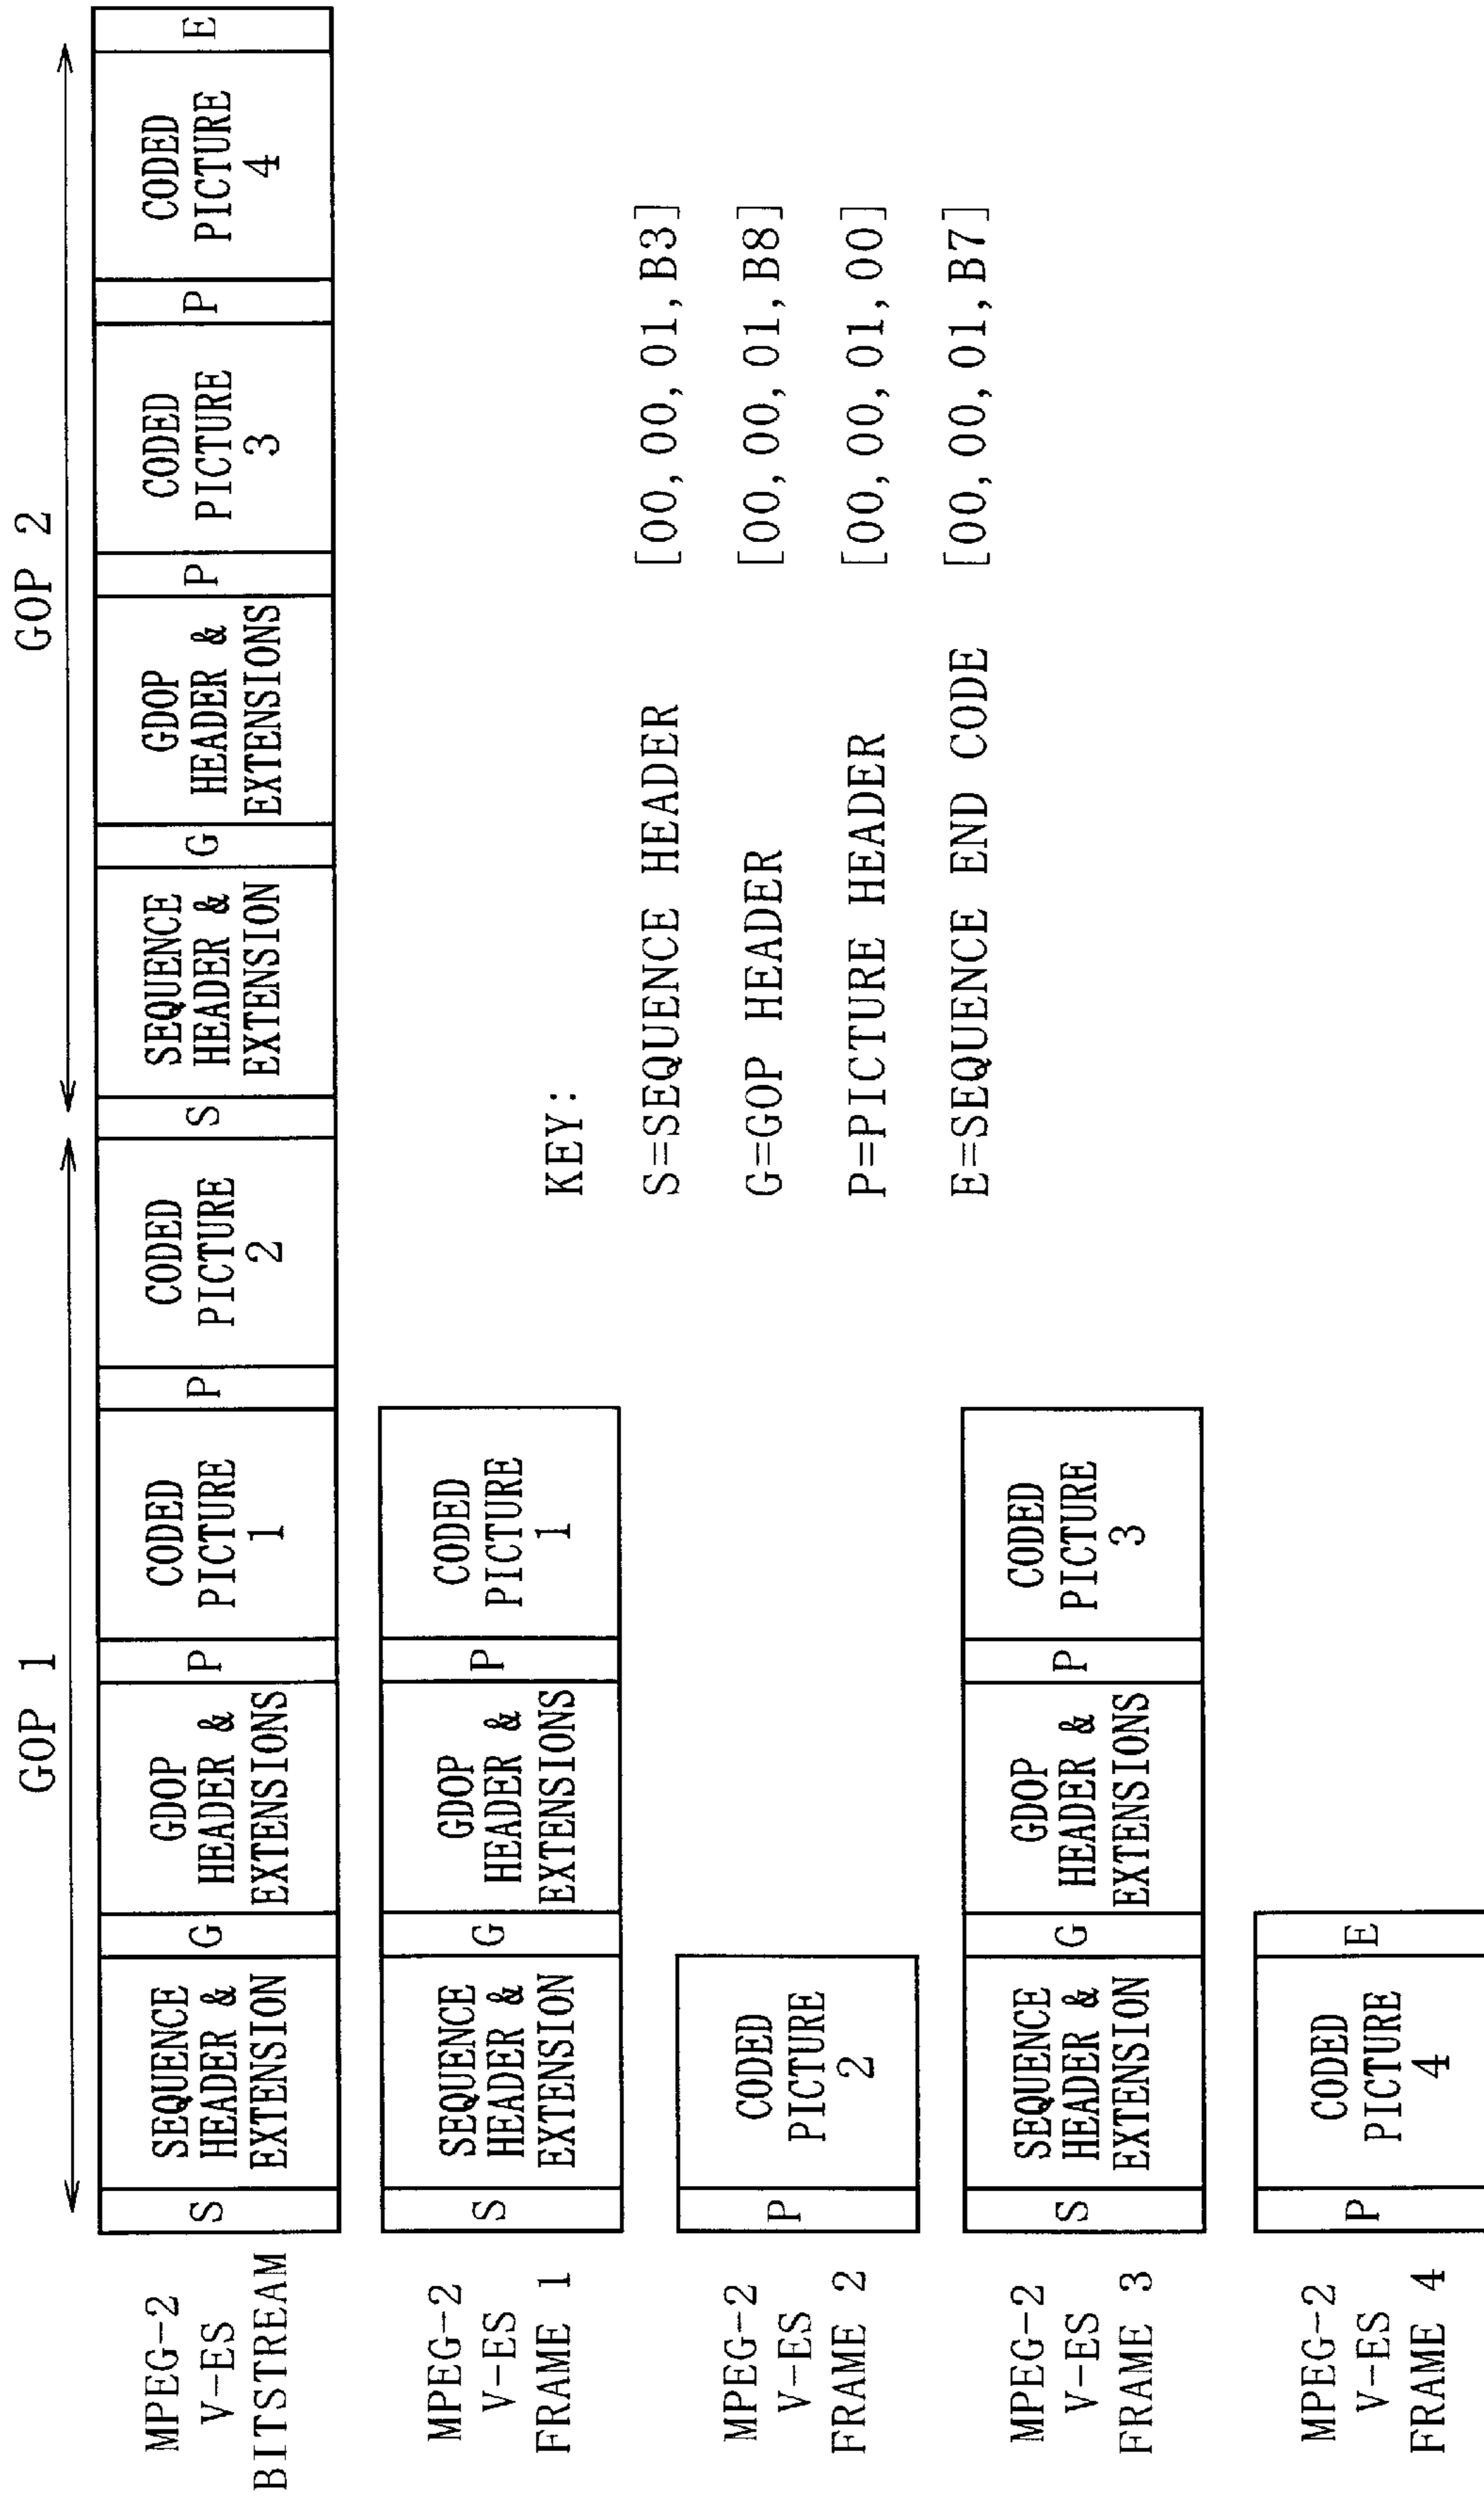 GOP 1
GOP 2
MPEG-2
V-ES
BITSTREAM
S
SEQUENCE
HEADER &
EXTENSION
G
GDOP
HEADER &
EXTENSIONS
P
CODED
PICTURE
1
P
CODED
PICTURE
2
S
SEQUENCE
HEADER &
EXTENSION
G
GDOP
HEADER &
EXTENSIONS
P
CODED
PICTURE
3
P
CODED
PICTURE
4
E
MPEG-2
V-ES
FRAME 1
S
SEQUENCE
HEADER &
EXTENSION
G
GDOP
HEADER &
EXTENSIONS
P
CODED
PICTURE
1
MPEG-2
V-ES
FRAME 2
P
CODED
PICTURE
2
MPEG-2
V-ES
FRAME 3
S
SEQUENCE
HEADER &
EXTENSION
G
GDOP
HEADER &
EXTENSIONS
P
CODED
PICTURE
3
MPEG-2
V-ES
FRAME 4
P
CODED
PICTURE
4
E
KEY:
S=SEQUENCE HEADER [00,00,01,B3]
G=GOP HEADER [00,00,01,B8]
P=PICTURE HEADER [00,00,01,00]
E=SEQUENCE END CODE [00,00,01,B7]